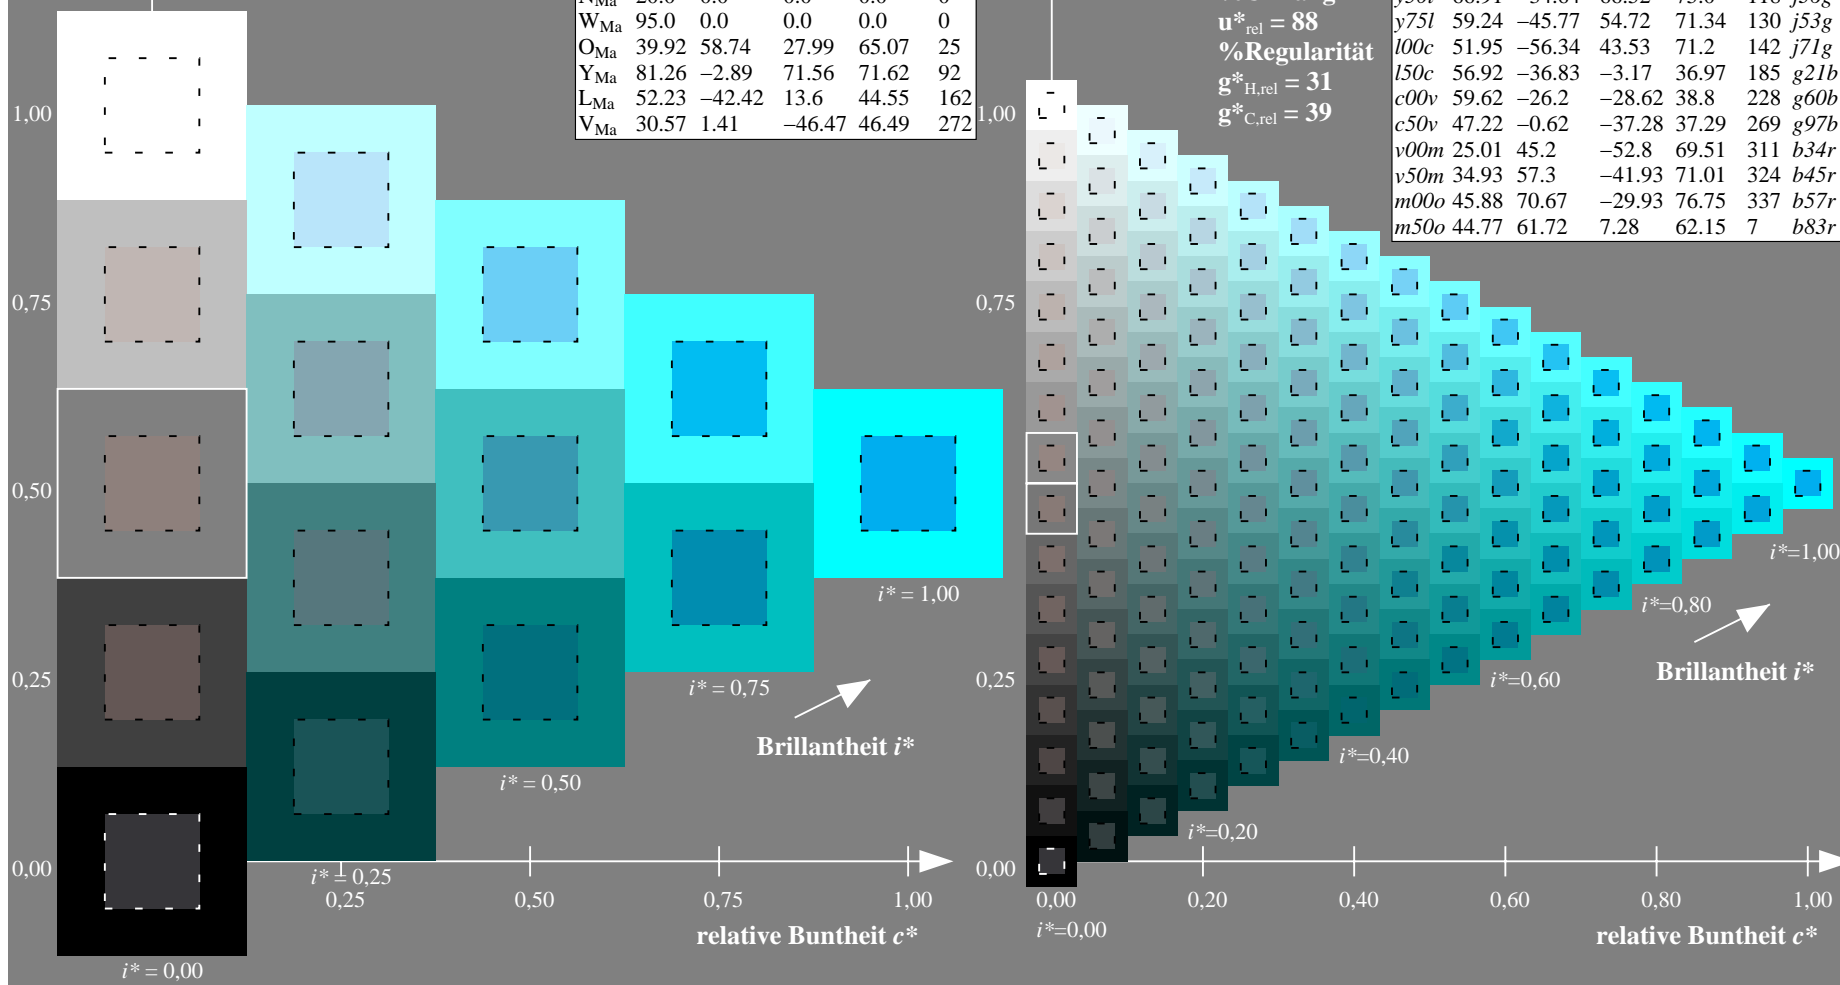 W_Ma 95.0 0.0 0.0 0.0 0
O_Ma 39.92 58.74 27.99 65.07 25
Y_Ma 81.26 −2.89 71.56 71.62 92
L_Ma 52.23 −42.42 13.6 44.55 162
V_Ma 30.57 1.41 −46.47 46.49 272
1,00
0,75
0,50
0,25
0,00
i* = 1,00
i* = 0,75
Brillantheit i*
i* = 0,50
i* = 0,25
0,25 0,50 0,75 1,00
relative Buntheit c*
i* = 0,00
u*rel = 88
%Regularität
g*H,rel = 31
g*C,rel = 39
y75l 59.24 −45.77 54.72 71.34 130 j53g
l00c 51.95 −56.34 43.53 71.2 142 j71g
l50c 56.92 −36.83 −3.17 36.97 185 g21b
c00v 59.62 −26.2 −28.62 38.8 228 g60b
c50v 47.22 −0.62 −37.28 37.29 269 g97b
v00m 25.01 45.2 −52.8 69.51 311 b34r
v50m 34.93 57.3 −41.93 71.01 324 b45r
m00o 45.88 70.67 −29.93 76.75 337 b57r
m50o 44.77 61.72 7.28 62.15 7 b83r
1,00
0,75
0,50
0,25
0,00
i*=1,00
i*=0,80
Brillantheit i*
i*=0,60
i*=0,40
i*=0,20
0,00 0,20 0,40 0,60 0,80 1,00
i*=0,00
relative Buntheit c*